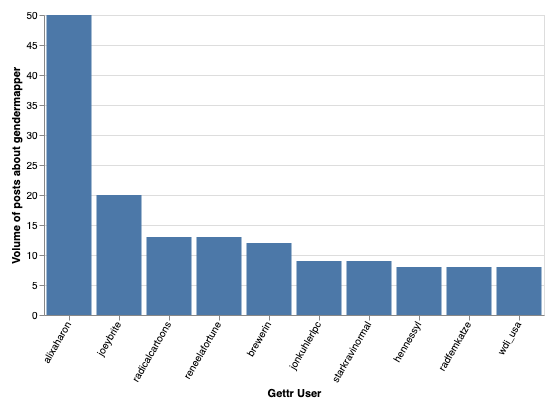 Volume of posts about gendermapper
50
45
40
35
30
25
20
15
10
5
0
alixaharon
joeybrite
radicalcartoons
reneelafortune
brewerin
jonkuhlertpc
starkravinormal
hennessyl
radfemkatze
wdi_usa
Gettr User